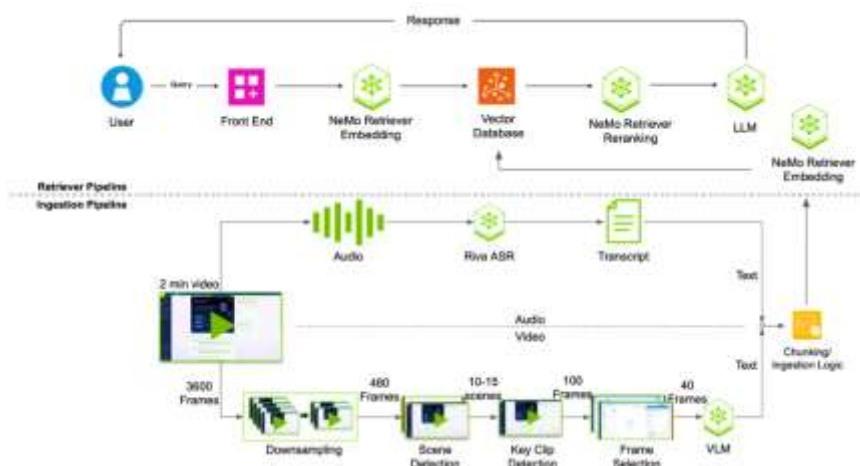 Response
Query
User
Front End
NeMo Retriever
Embedding
Vector
Database
NeMo Retriever
Reranking
LLM
NeMo Retriever
Embedding
Retriever Pipeline
Ingestion Pipeline
Audio
Riva ASR
Transcript
2 min video
Text
Audio
Video
Chunking/
Ingestion Logic
Text
3600
Frames
480
Frames
10-15
scenes
100
Frames
40
Frames
Downsampling
Scene
Detection
Key Clip
Detection
Frame
Selection
VLM